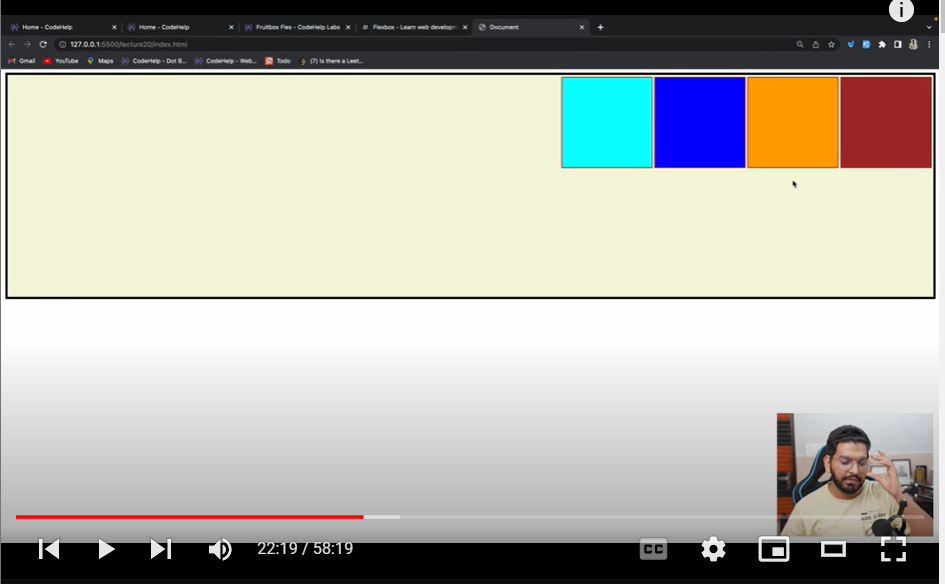 Home - CodeHelp
Home - CodeHelp
Fruitbox Flex - CodeHelp Labs
Flexbox - Learn web developm
Document
127.0.0.1:5500/lecture20/index.html
Gmail
YouTube
Maps
CodeHelp - Dot B...
CodeHelp - Web...
Todo
(7) Is there a Leet...
i
22:19 / 58:19
CC